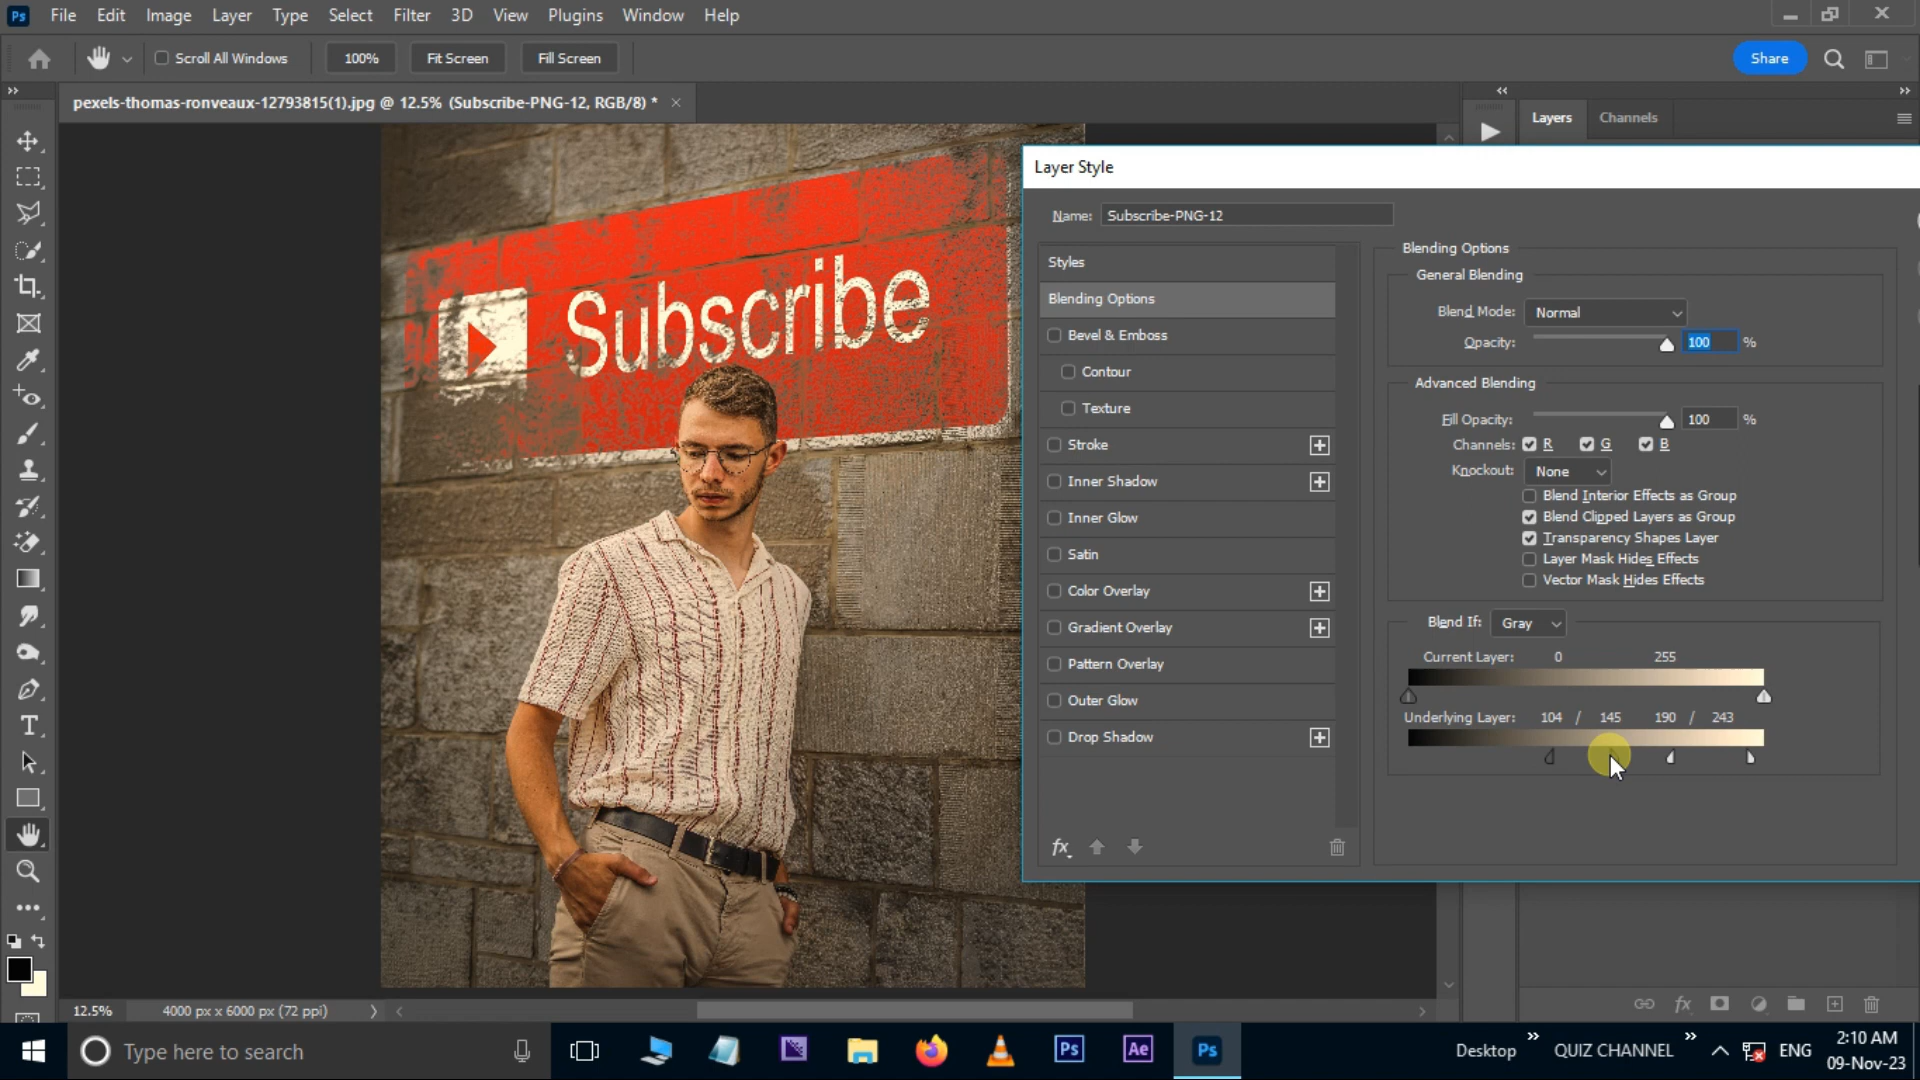 Ps File Edit Image Layer Type Select Filter 3D View Plugins Window Help
Scroll All Windows 100% Fit Screen Fill Screen Share
pexels-thomas-ronveaux-12793815(1).jpg @ 12.5% (Subscribe-PNG-12, RGB/8) *
Layers Channels
Subscribe
Layer Style
Name: Subscribe-PNG-12
Styles
Blending Options
Bevel & Emboss
Contour
Texture
Stroke
Inner Shadow
Inner Glow
Satin
Color Overlay
Gradient Overlay
Pattern Overlay
Outer Glow
Drop Shadow
fx
Blending Options
General Blending
Blend Mode: Normal
Opacity: 100 %
Advanced Blending
Fill Opacity: 100 %
Channels: R G B
Knockout: None
Blend Interior Effects as Group
Blend Clipped Layers as Group
Transparency Shapes Layer
Layer Mask Hides Effects
Vector Mask Hides Effects
Blend If: Gray
Current Layer: 0 255
Underlying Layer: 104 / 145 190 / 243
fx
12.5% 4000 px x 6000 px (72 ppi)
Type here to search Ps Ae Ps Desktop QUIZ CHANNEL ENG
2:10 AM
09-Nov-23